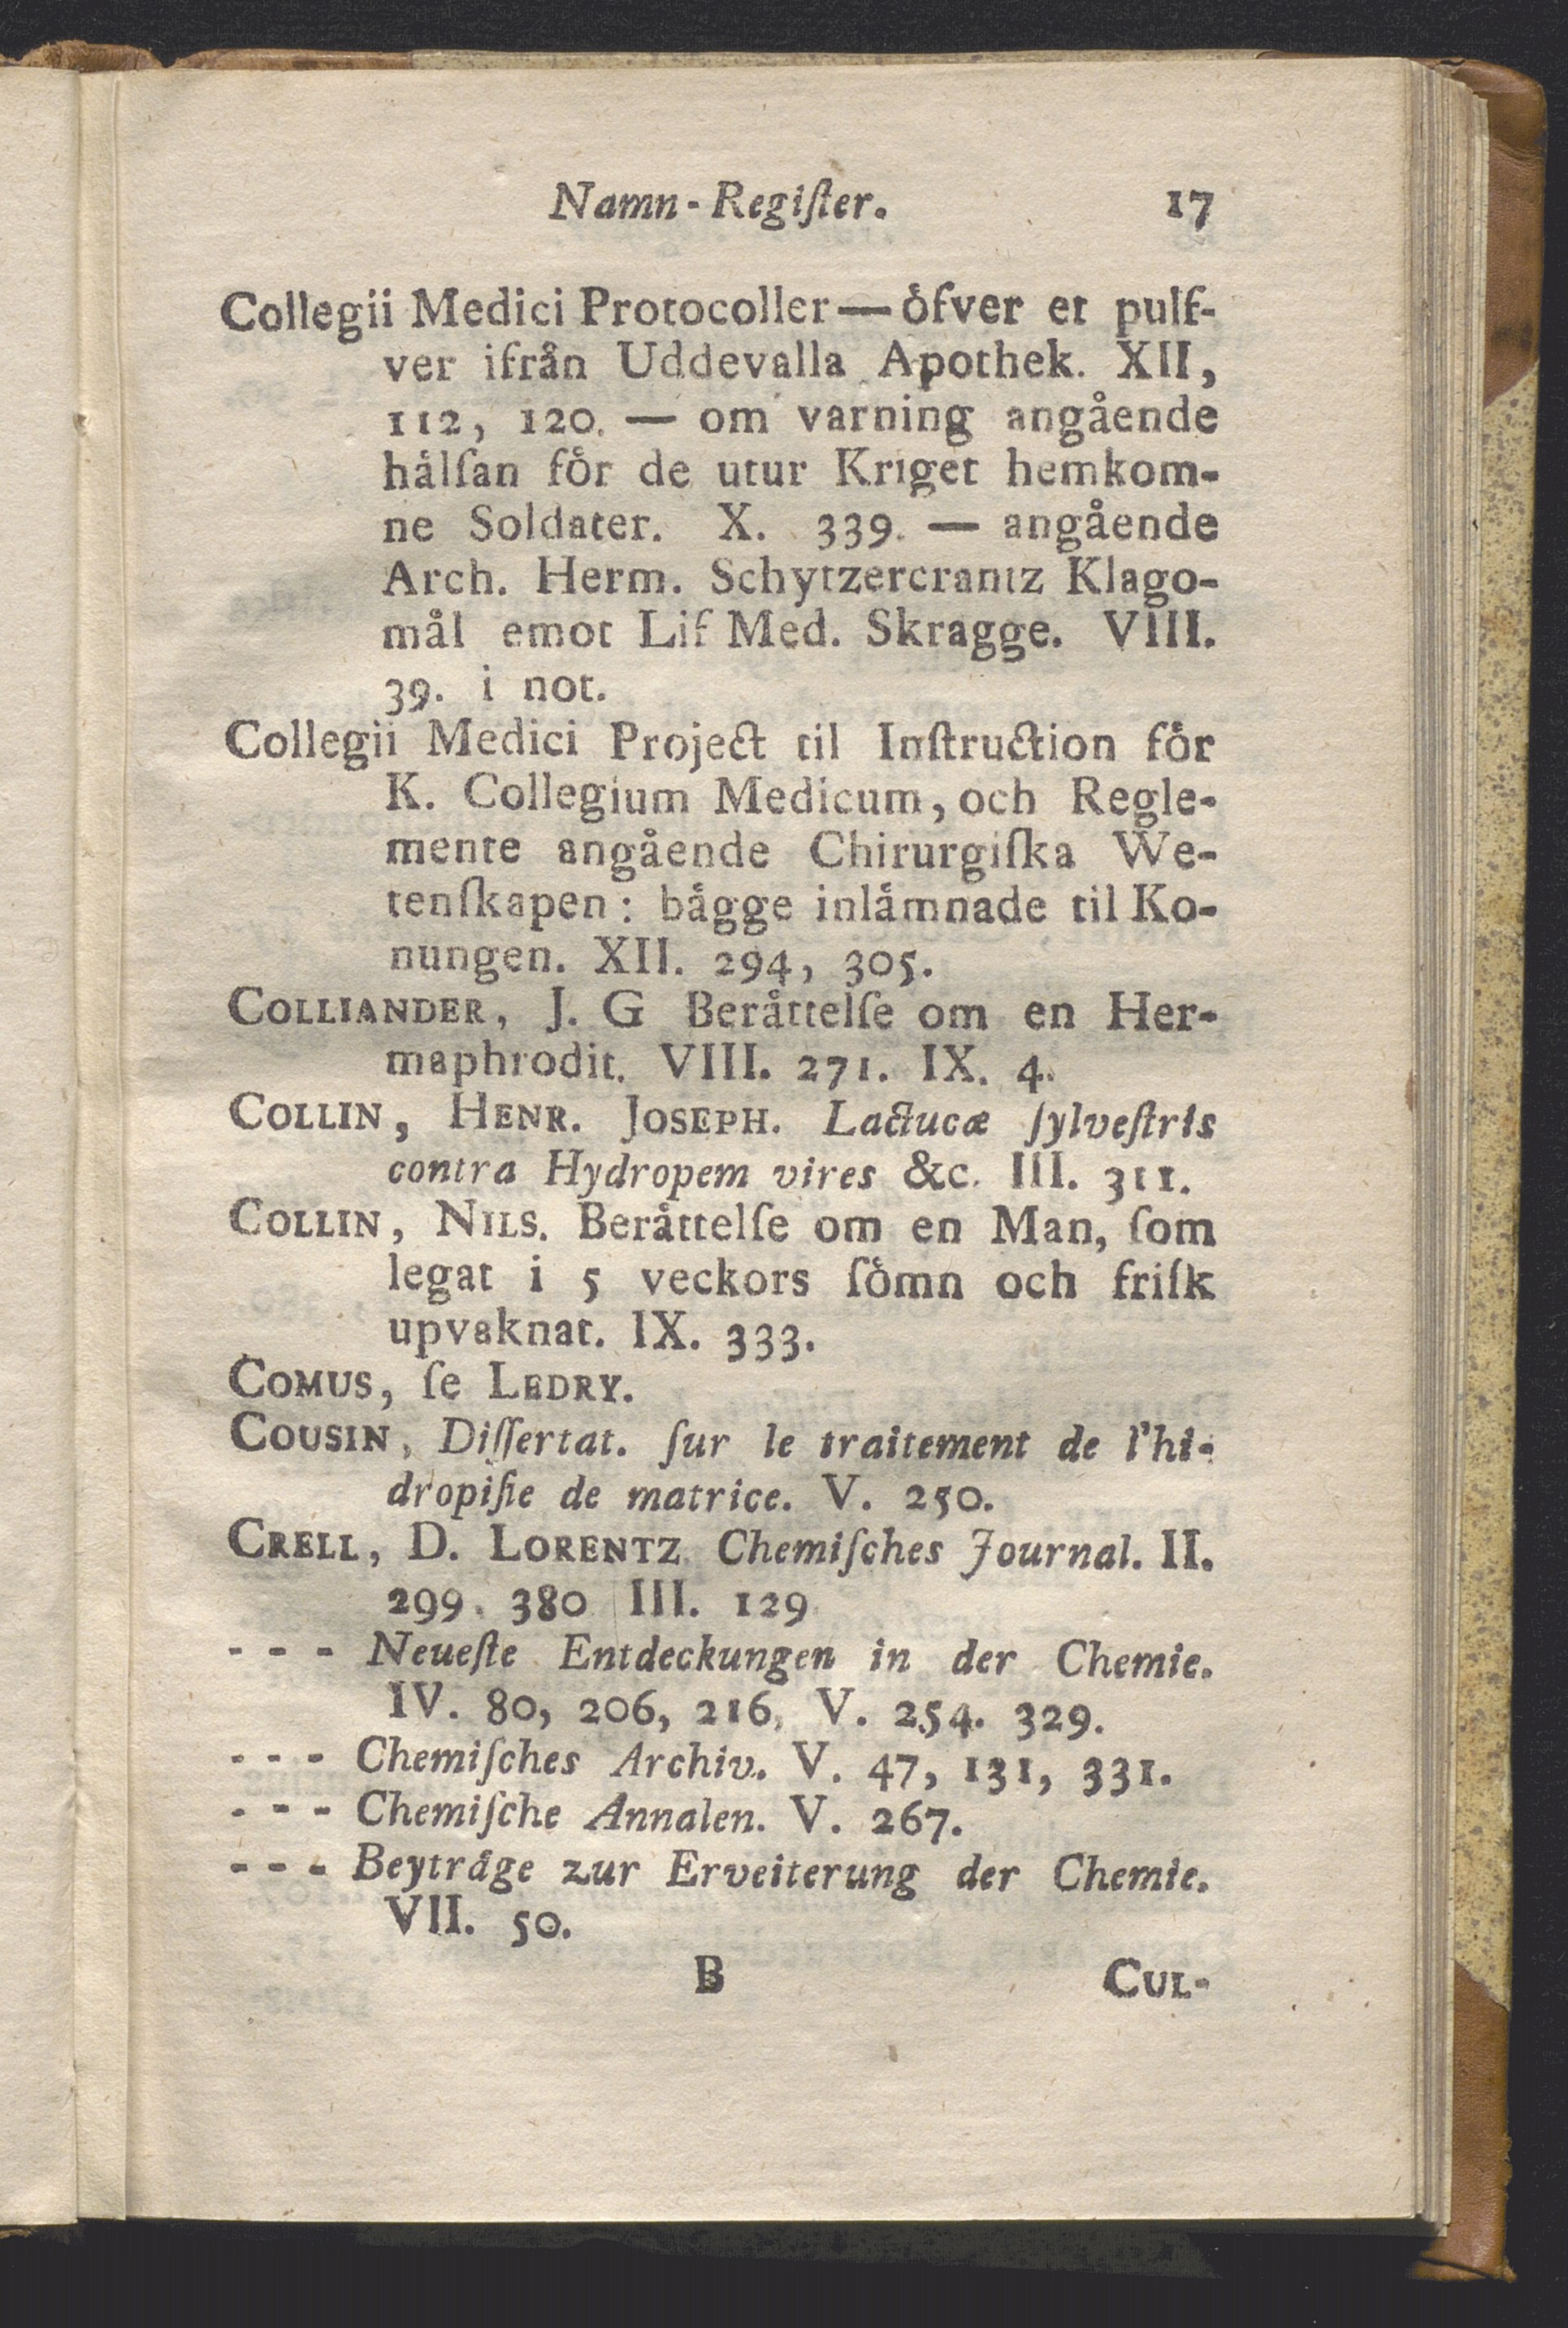 Namn-Regiſter. 17
Collegii Medici Protocoller — öfver et pulf-
ver ifrån Uddevalla Apothek. XII,
112, 120. — om varning angående
hälſan för de utur Kriget hemkom-
ne Soldater. X. 339. — angående
Arch. Herm. Schytzercrantz Klago-
mål emot Lif Med. Skragge. VIII.
39. i not.
Collegii Medici Project til Inſtruction för
K. Collegium Medicum, och Regle-
mente angående Chirurgiſka We-
tenſkapen: bägge inlämnade til Ko-
nungen. XII. 294, 305.
COLLIANDER, J. G Berättelſe om en Her-
maphrodit. VIII. 271. IX. 4.
COLLIN, HENR. JOSEPH. Lactucæ ſylveſtris
contra Hydropem vires &c. III. 311.
COLLIN, NILS. Berättelſe om en Man, ſom
legat i 5 veckors ſömn och friſk
upvaknat. IX. 333.
COMUS, ſe LEDRY.
COUSIN, Diſſertat. ſur le traitement de l'hi-
dropiſie de matrice. V. 250.
CRELL, D. LORENTZ. Chemiſches Journal. II.
299. 380 III. 129
- - - Neueſte Entdeckungen in der Chemie.
IV. 80, 206, 216, V. 254. 329.
- - - Chemiſches Archiv. V. 47, 131, 331.
- - - Chemiſche Annalen. V. 267.
- - - Beyträge zur Erveiterung der Chemie.
VII. 50.
B CUL-